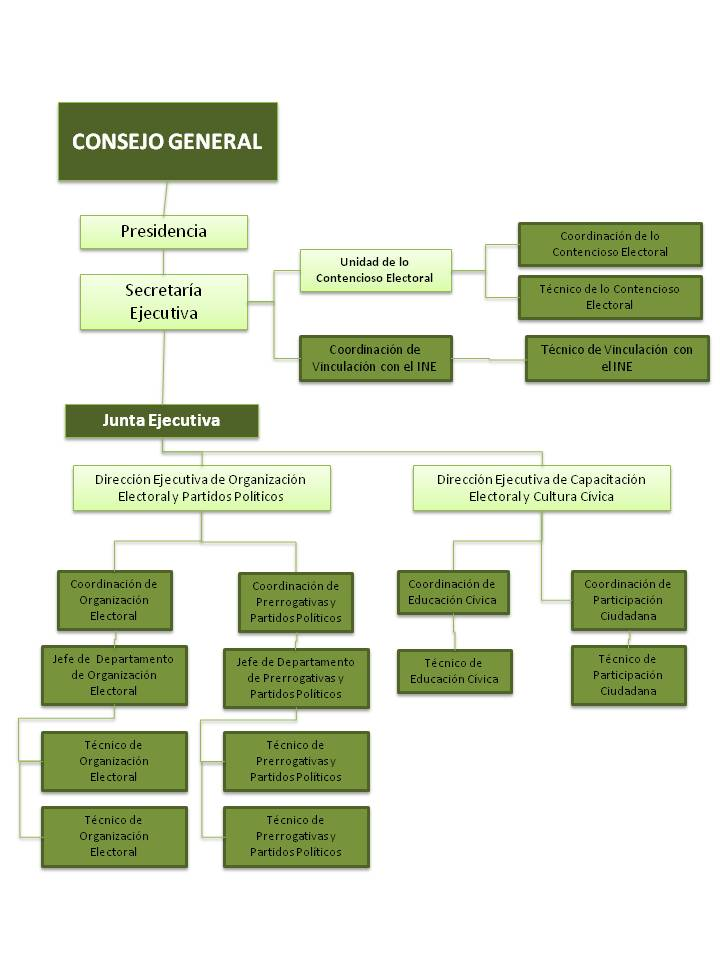 CONSEJO GENERAL
Presidencia
Secretaría
Ejecutiva
Unidad de lo
Contencioso Electoral
Coordinación de lo
Contencioso Electoral
Técnico de lo Contencioso
Electoral
Coordinación de
Vinculación con el INE
Técnico de Vinculación con
el INE
Junta Ejecutiva
Dirección Ejecutiva de Organización
Electoral y Partidos Políticos
Dirección Ejecutiva de Capacitación
Electoral y Cultura Cívica
Coordinación de
Organización
Electoral
Coordinación de
Prerrogativas y
Partidos Políticos
Coordinación de
Educación Cívica
Coordinación de
Participación
Ciudadana
Jefe de Departamento
de Organización
Electoral
Jefe de Departamento
de Prerrogativas y
Partidos Políticos
Técnico de
Educación Cívica
Técnico de
Participación
Ciudadana
Técnico de
Organización
Electoral
Técnico de
Prerrogativas y
Partidos Políticos
Técnico de
Organización
Electoral
Técnico de
Prerrogativas y
Partidos Políticos